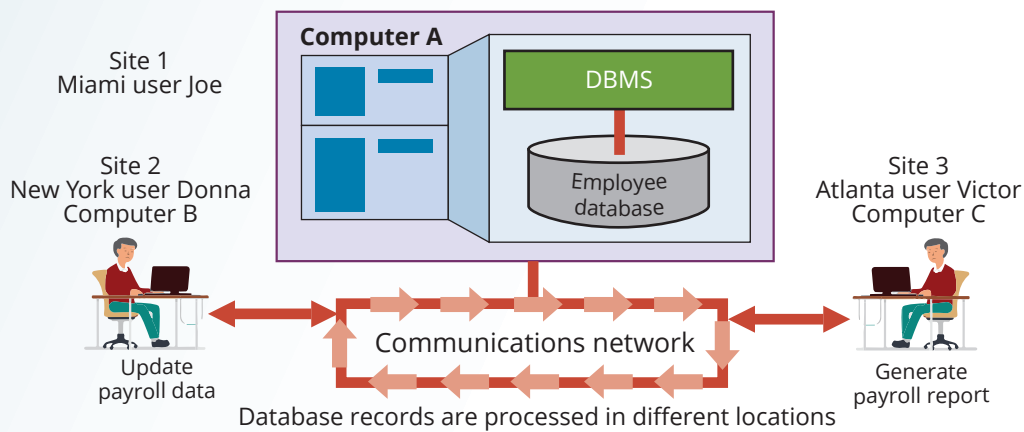 Computer A
Site 1
Miami user Joe
DBMS
Employee
database
Site 2
New York user Donna
Computer B
Site 3
Atlanta user Victor
Computer C
Communications network
Update
payroll data
Generate
payroll report
Database records are processed in different locations